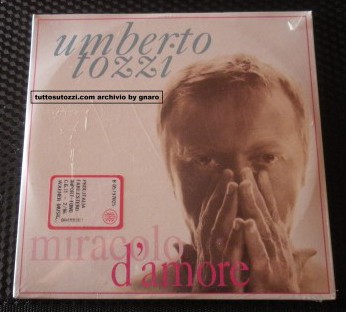 umberto
tozzi
tuttosutozzi.com archivio by gnaro
miracolo
d'amore